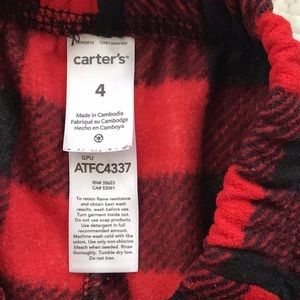 carter's®
4
Made in Cambodia
Fabriqué au Cambodge
Hecho en Camboya
GPU
ATFC4337
RN# 35623
CA# 53061
To retain flame resistance
and obtain best wash
results, wash before use.
Turn garment inside out.
Do not use soap products
Use detergent in full
recommended amount.
Machine wash cold with like
colors. Use only non-chlorine
bleach when needed. Rinse
thoroughly. Tumble dry low.
Do not iron.